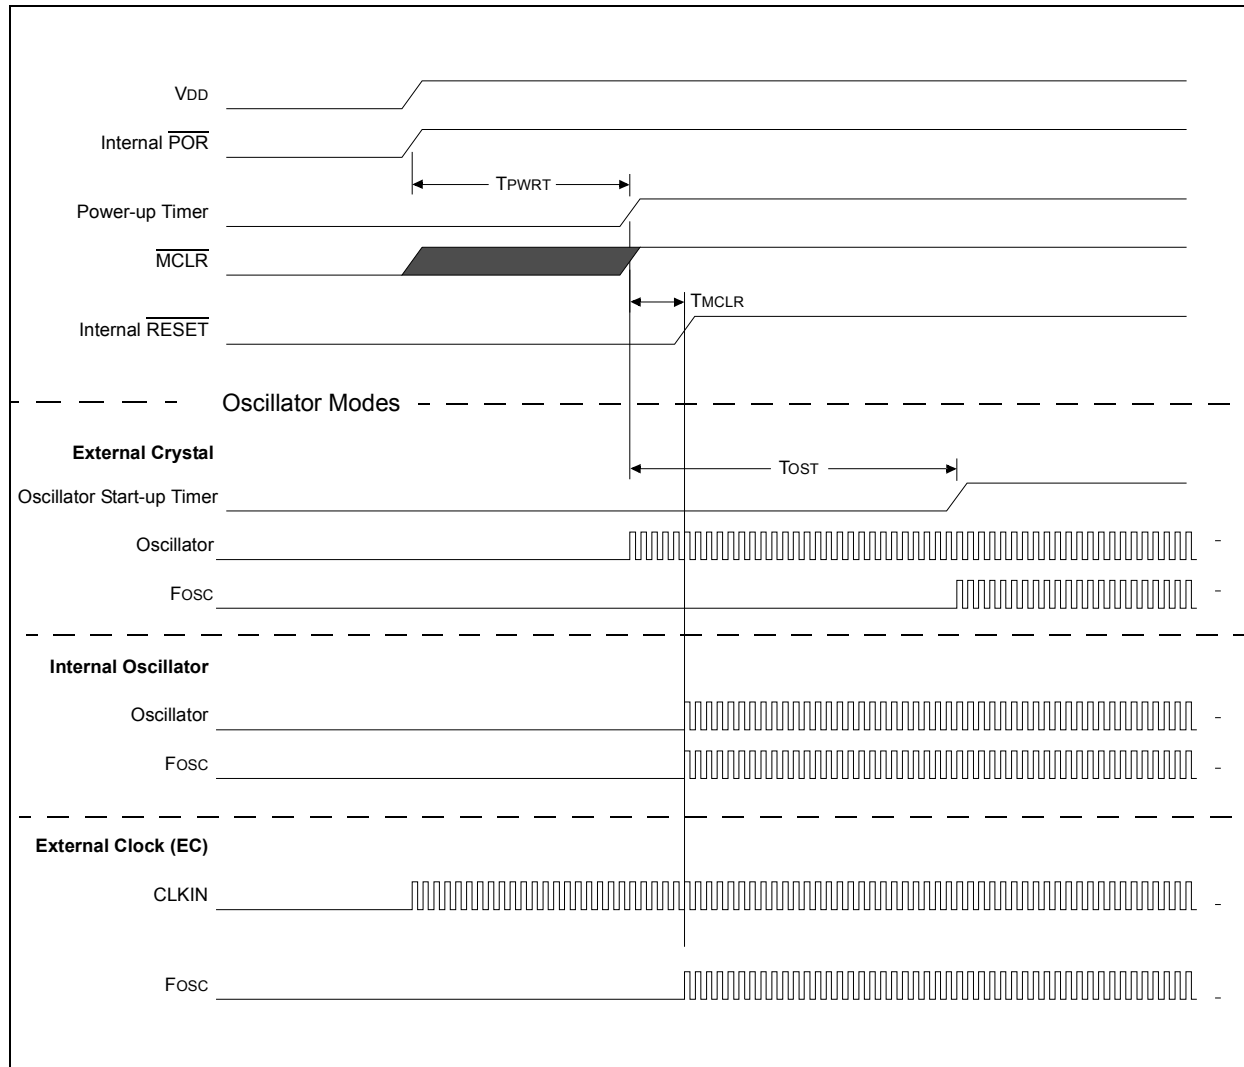 VDD
Internal POR
TPWRT
Power-up Timer
MCLR
TMCLR
Internal RESET
Oscillator Modes
External Crystal
TOST
Oscillator Start-up Timer
Oscillator
FOSC
Internal Oscillator
Oscillator
FOSC
External Clock (EC)
CLKIN
FOSC